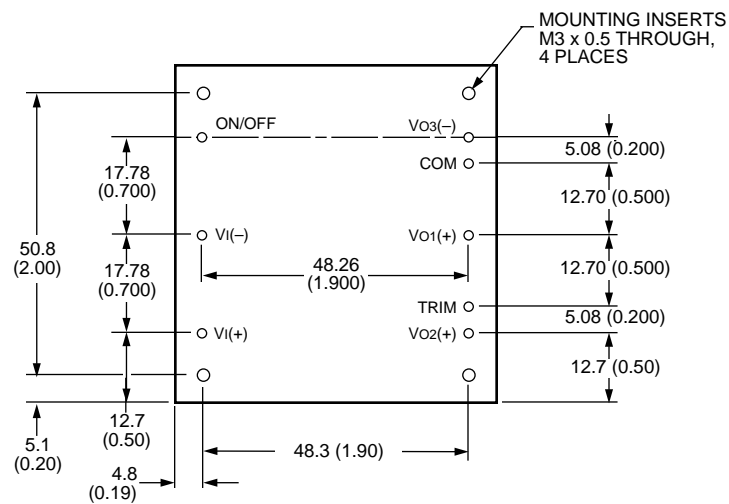 MOUNTING INSERTS
M3 x 0.5 THROUGH,
4 PLACES
ON/OFF
VO3(–)
5.08 (0.200)
COM
17.78
(0.700)
12.70 (0.500)
VI(–)
VO1(+)
50.8
(2.00)
48.26
(1.900)
17.78
(0.700)
12.70 (0.500)
TRIM
5.08 (0.200)
VI(+)
VO2(+)
12.7 (0.50)
12.7
(0.50)
5.1
(0.20)
48.3 (1.90)
4.8
(0.19)